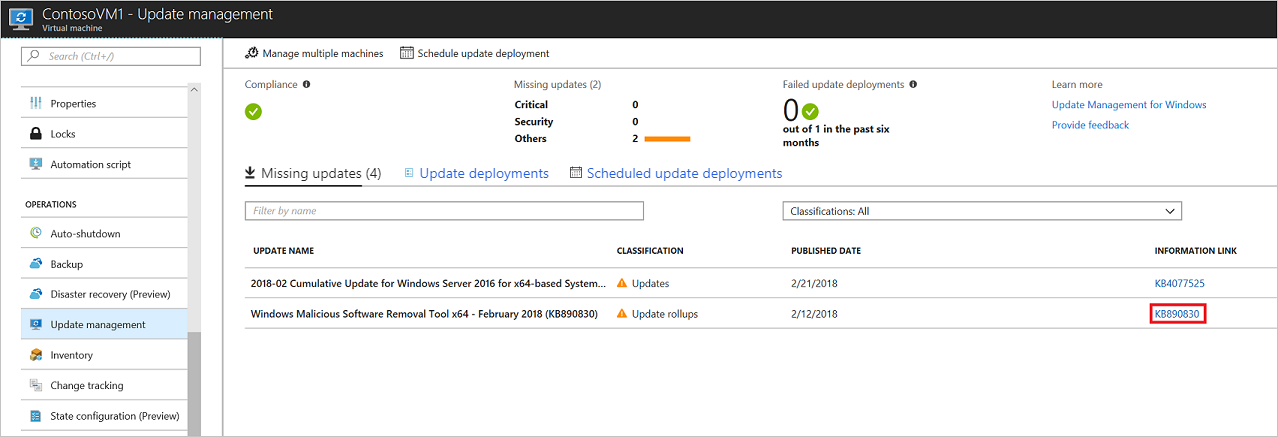 ContosoVM1 - Update management
Virtual machine
Search (Ctrl+/)
Properties
Locks
Automation script
OPERATIONS
Auto-shutdown
Backup
Disaster recovery (Preview)
Update management
Inventory
Change tracking
State configuration (Preview)
Manage multiple machines
Schedule update deployment
Compliance
Missing updates (2)
Critical 0
Security 0
Others 2
Failed update deployments
0
out of 1 in the past six
months
Learn more
Update Management for Windows
Provide feedback
Missing updates (4)
Update deployments
Scheduled update deployments
Filter by name
Classifications: All
UPDATE NAME CLASSIFICATION PUBLISHED DATE INFORMATION LINK
2018-02 Cumulative Update for Windows Server 2016 for x64-based System... Updates 2/21/2018 KB4077525
Windows Malicious Software Removal Tool x64 - February 2018 (KB890830) Update rollups 2/12/2018 KB890830